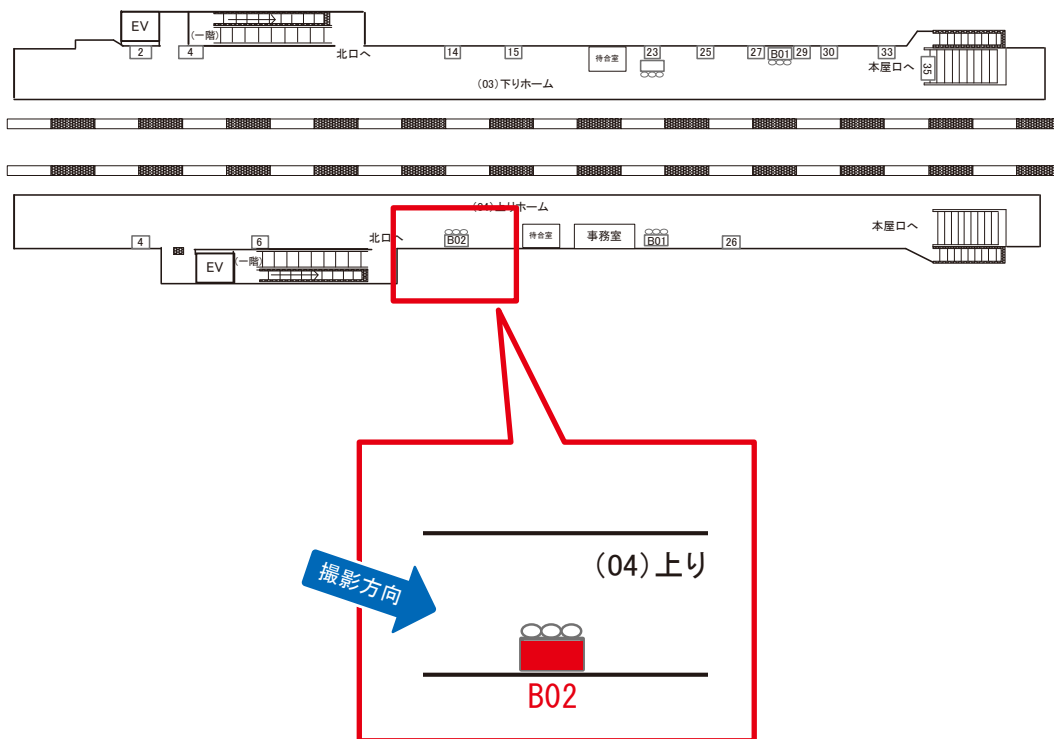 EV
(一階)
2
4
北口へ
14
15
待合室
23
25
27
B01
29
30
33
本屋口へ
35
(03)下りホーム
(04)上りホーム
4
6
北口へ
B02
待合室
事務室
B01
26
本屋口へ
EV
(一階)
(04)上り
撮影方向
B02